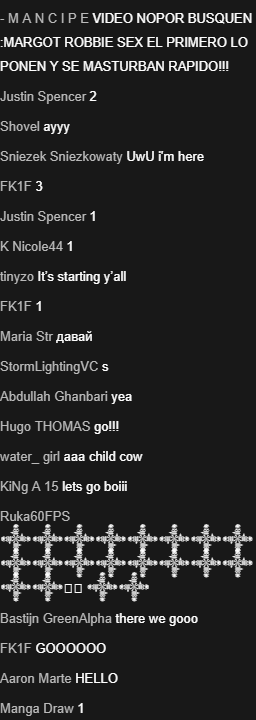 - M A N C I P E VIDEO NOPOR BUSQUEN
:MARGOT ROBBIE SEX EL PRIMERO LO
PONEN Y SE MASTURBAN RAPIDO!!!
Justin Spencer 2
Shovel ayyy
Sniezek Sniezkowaty UwU i'm here
FK1F 3
Justin Spencer 1
K Nicole44 1
tinyzo It's starting y'all
FK1F 1
Maria Str давай
StormLightingVC s
Abdullah Ghanbari yea
Hugo THOMAS go!!!
water_ girl aaa child cow
KiNg A 15 lets go boiii
Ruka60FPS
Bastijn GreenAlpha there we gooo
FK1F GOOOOOO
Aaron Marte HELLO
Manga Draw 1